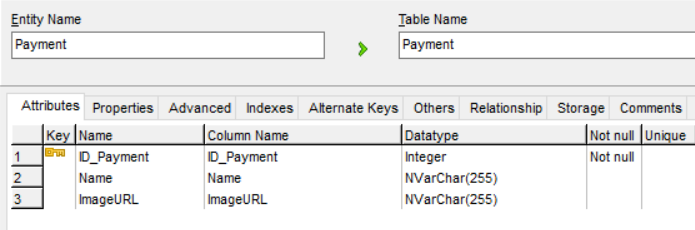 Entity Name Table Name
Payment Payment
Attributes Properties Advanced Indexes Alternate Keys Others Relationship Storage Comments
Key Name Column Name Datatype Not null Unique
1 ID_Payment ID_Payment Integer Not null
2 Name Name NVarChar(255)
3 ImageURL ImageURL NVarChar(255)